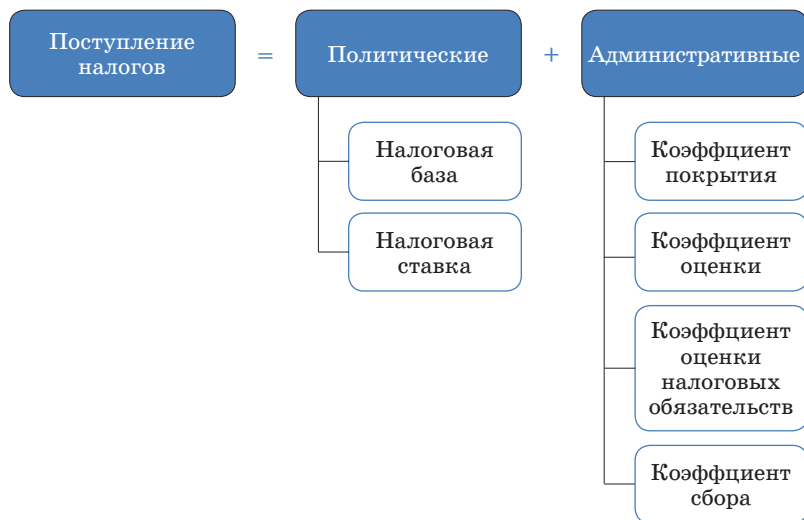 Поступление
налогов
=
Политические
+
Административные
Налоговая
база
Налоговая
ставка
Коэффциент
покрытия
Коэффциент
оценки
Коэффциент
оценки
налоговых
обязательств
Коэффциент
сбора